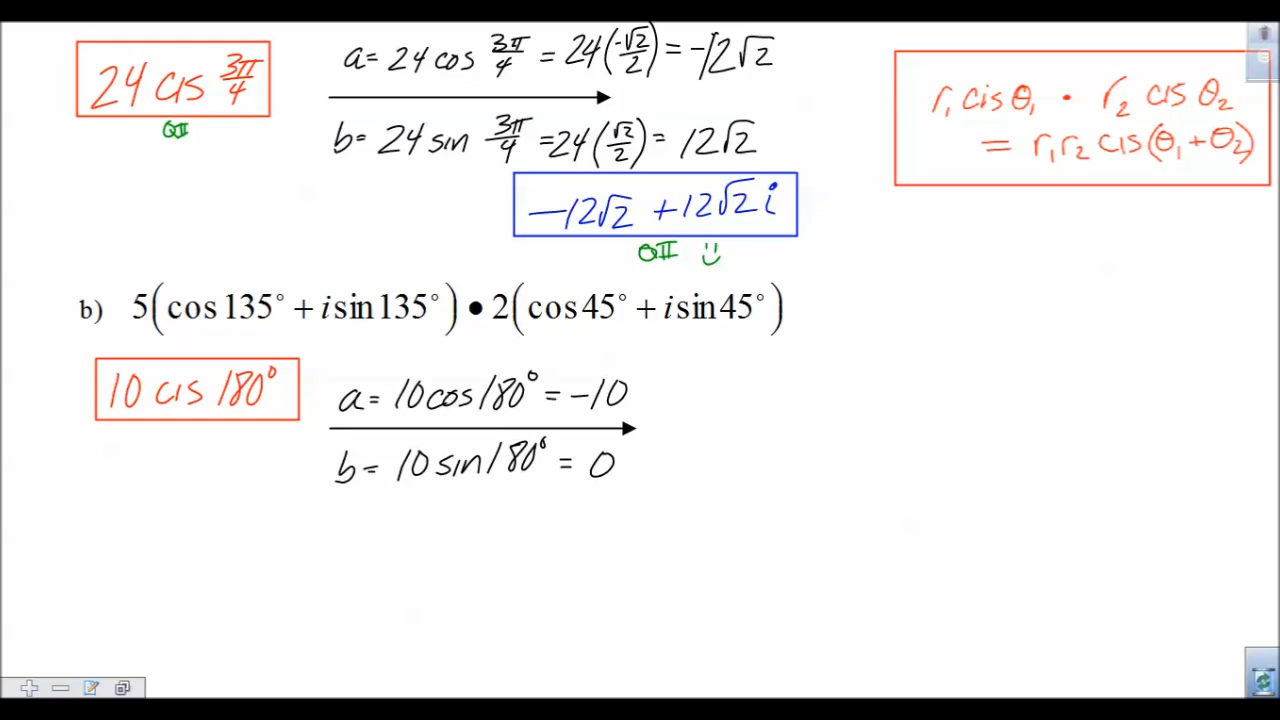 24 cis 3π/4
QII
a = 24 cos 3π/4 = 24(-√2/2) = -12√2
b = 24 sin 3π/4 = 24(√2/2) = 12√2
-12√2 + 12√2 i
QII ¨⌣
r₁ cis θ₁ • r₂ cis θ₂
= r₁r₂ cis(θ₁ + θ₂)
b) 5(cos 135° + i sin 135°) • 2(cos 45° + i sin 45°)
10 cis 180°
a = 10 cos 180° = -10
b = 10 sin 180° = 0